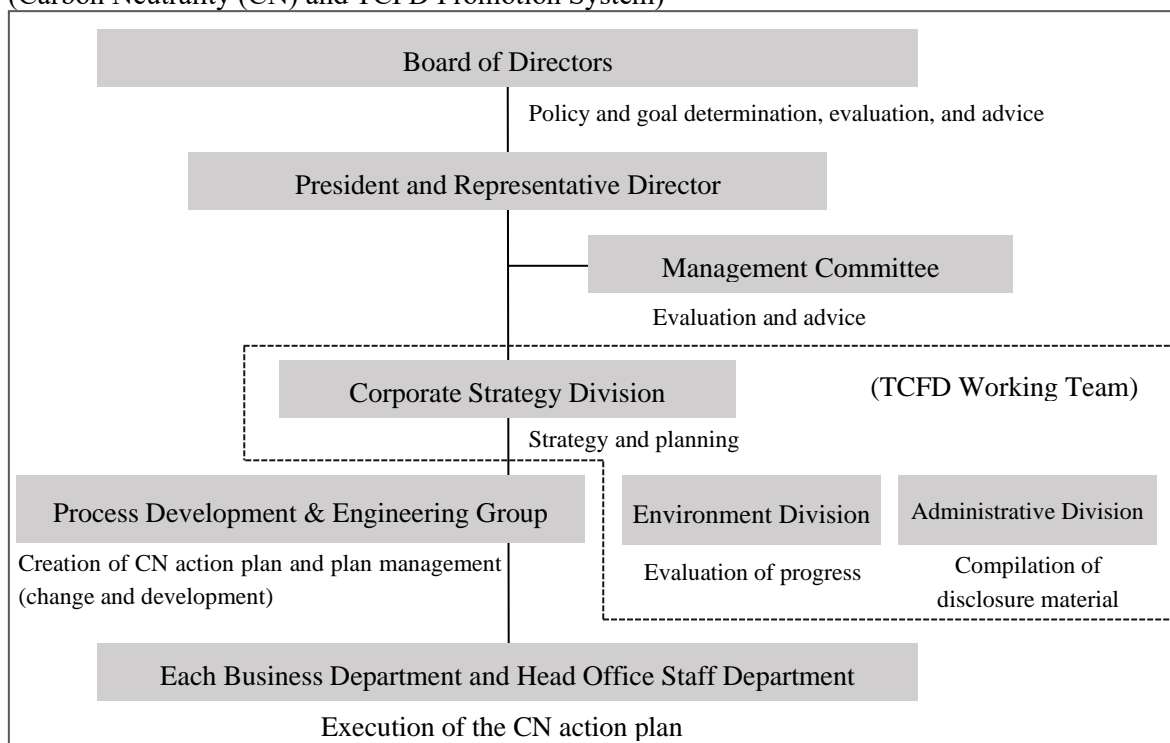 (Carbon Neutrality (CN) and TCFD Promotion System)
Board of Directors
Policy and goal determination, evaluation, and advice
President and Representative Director
Management Committee
Evaluation and advice
Corporate Strategy Division
(TCFD Working Team)
Strategy and planning
Process Development & Engineering Group
Creation of CN action plan and plan management
(change and development)
Environment Division
Evaluation of progress
Administrative Division
Compilation of
disclosure material
Each Business Department and Head Office Staff Department
Execution of the CN action plan